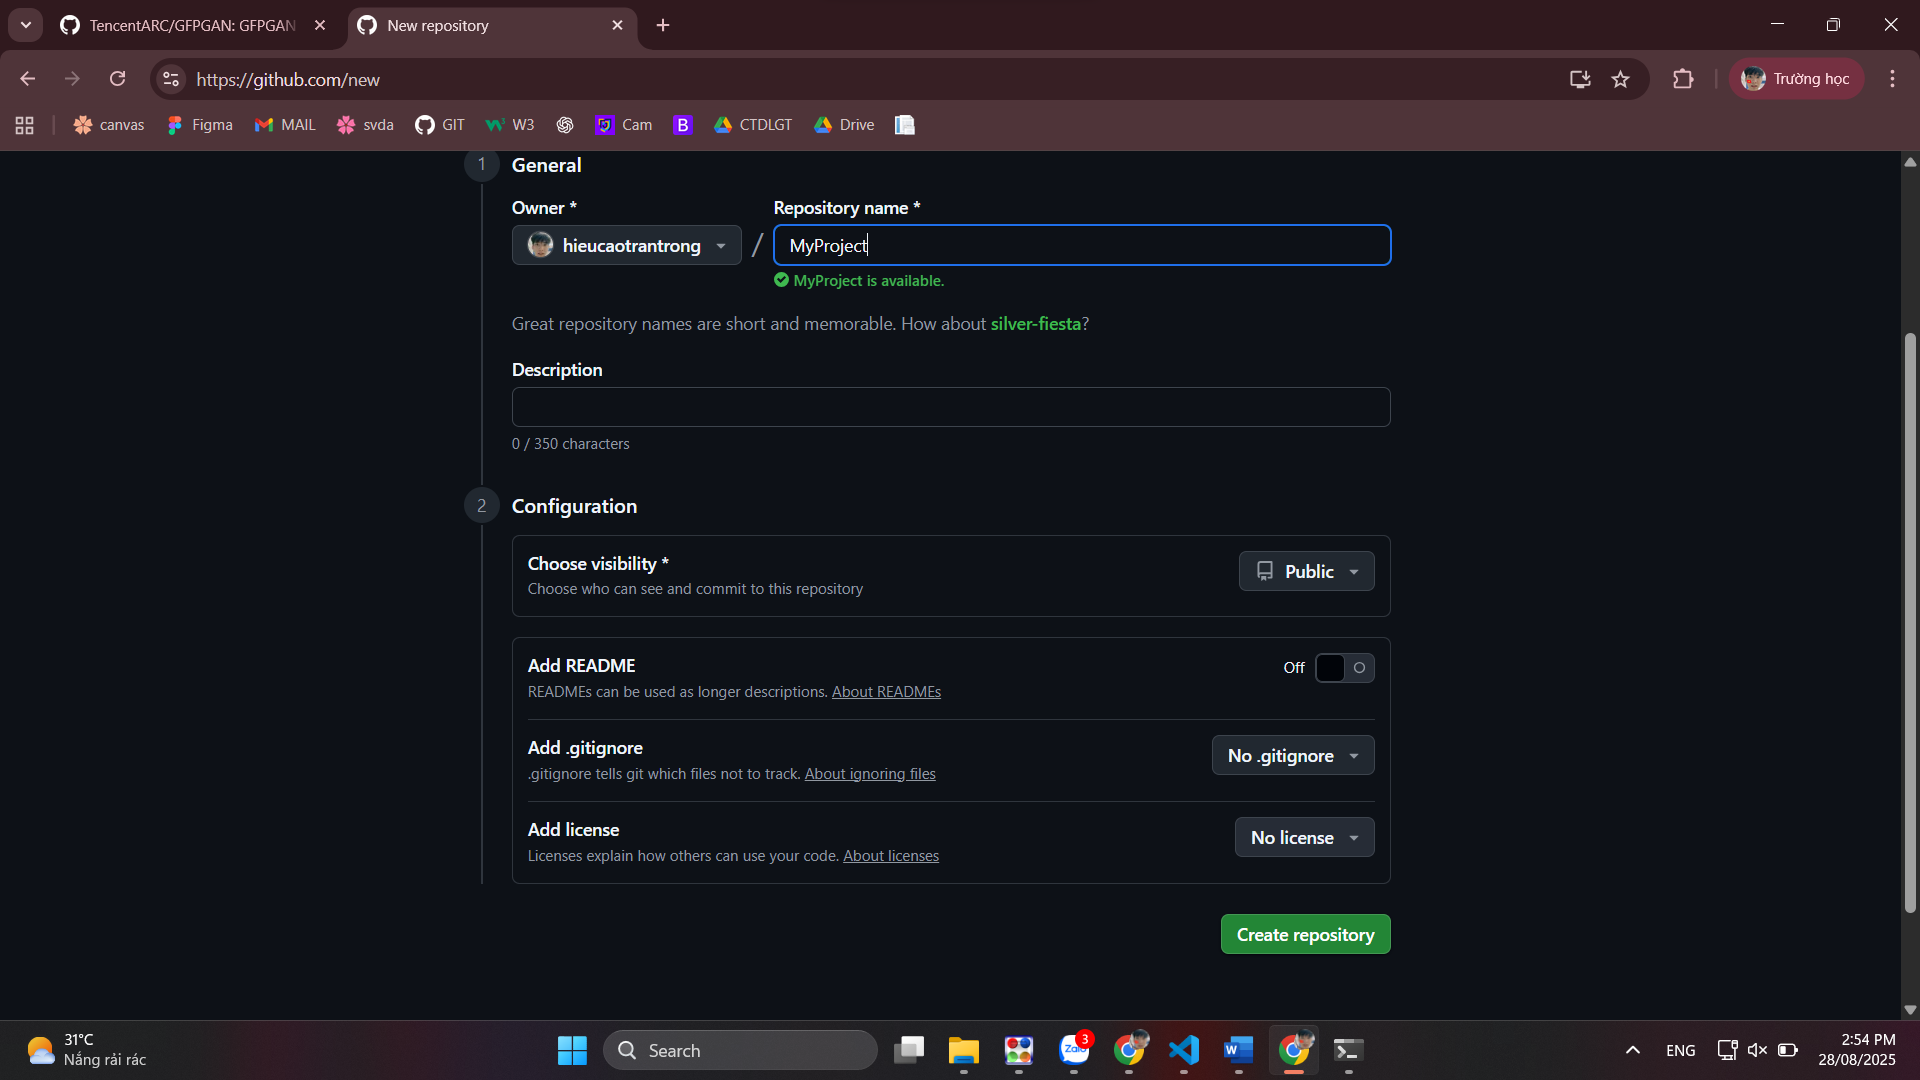 TencentARC/GFPGAN: GFPGAN
New repository
https://github.com/new
Trường học
canvas
Figma
MAIL
svda
GIT
W3
Cam
B
CTDLGT
Drive
1
General
Owner *
Repository name *
hieucaotrantrong
/
MyProject
MyProject is available.
Great repository names are short and memorable. How about silver-fiesta?
Description
0 / 350 characters
2
Configuration
Choose visibility *
Choose who can see and commit to this repository
Public
Add README
READMEs can be used as longer descriptions. About READMEs
Off
Add .gitignore
.gitignore tells git which files not to track. About ignoring files
No .gitignore
Add license
Licenses explain how others can use your code. About licenses
No license
Create repository
31°C
Nắng rải rác
Search
Zalo
3
W
ENG
2:54 PM
28/08/2025